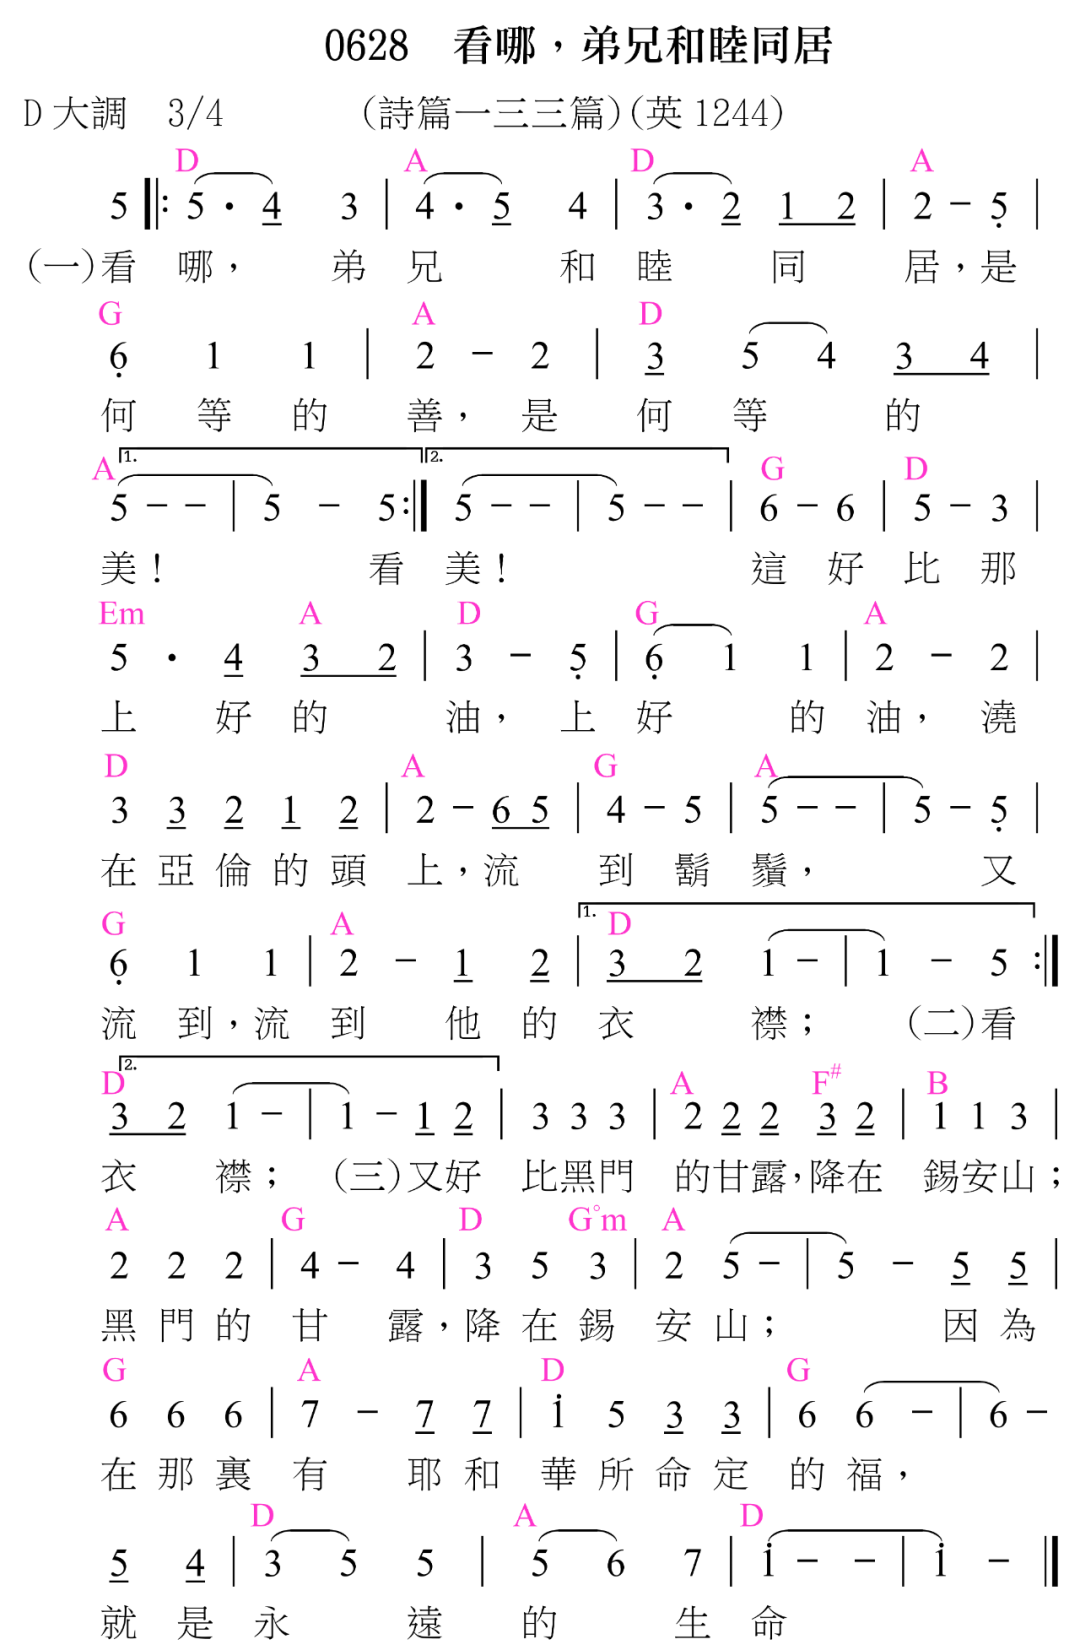 0628 看哪，弟兄和睦同居
D大調 3/4 (詩篇一三三篇)(英1244)
D A D A
5 ‖: 5 · 4 3 | 4 · 5 4 | 3 · 2 1 2 | 2 - 5 |
(一)看 哪， 弟 兄 和 睦 同 居，是
G A D
6 1 1 | 2 - 2 | 3 5 4 3 4 |
何 等 的 善， 是 何 等 的
1. 2.
A G D
5 - - | 5 - 5 :‖ 5 - - | 5 - - | 6 - 6 | 5 - 3 |
美！ 看 美！ 這 好 比 那
Em A D G A
5 · 4 3 2 | 3 - 5 | 6 1 1 | 2 - 2 |
上 好 的 油， 上 好 的 油， 澆
D A G A
3 3 2 1 2 | 2 - 6 5 | 4 - 5 | 5 - - | 5 - 5 |
在 亞 倫 的 頭 上，流 到 鬍 鬚， 又
1.
G A D
6 1 1 | 2 - 1 2 | 3 2 1 - | 1 - 5 :‖
流 到，流 到 他 的 衣 襟； (二)看
2.
D A F# B
3 2 1 - | 1 - 1 2 | 3 3 3 | 2 2 2 3 2 | 1 1 3 |
衣 襟； (三)又好 比黑門 的甘露，降在 錫安山；
A G D G°m A
2 2 2 | 4 - 4 | 3 5 3 | 2 5 - | 5 - 5 5 |
黑 門 的 甘 露，降 在 錫 安 山； 因 為
G A D G
6 6 6 | 7 - 7 7 | 1 5 3 3 | 6 6 - | 6 -
在 那 裏 有 耶 和 華 所 命 定 的 福，
D A D
5 4 | 3 5 5 | 5 6 7 | 1 - - | 1 - ‖
就 是 永 遠 的 生 命